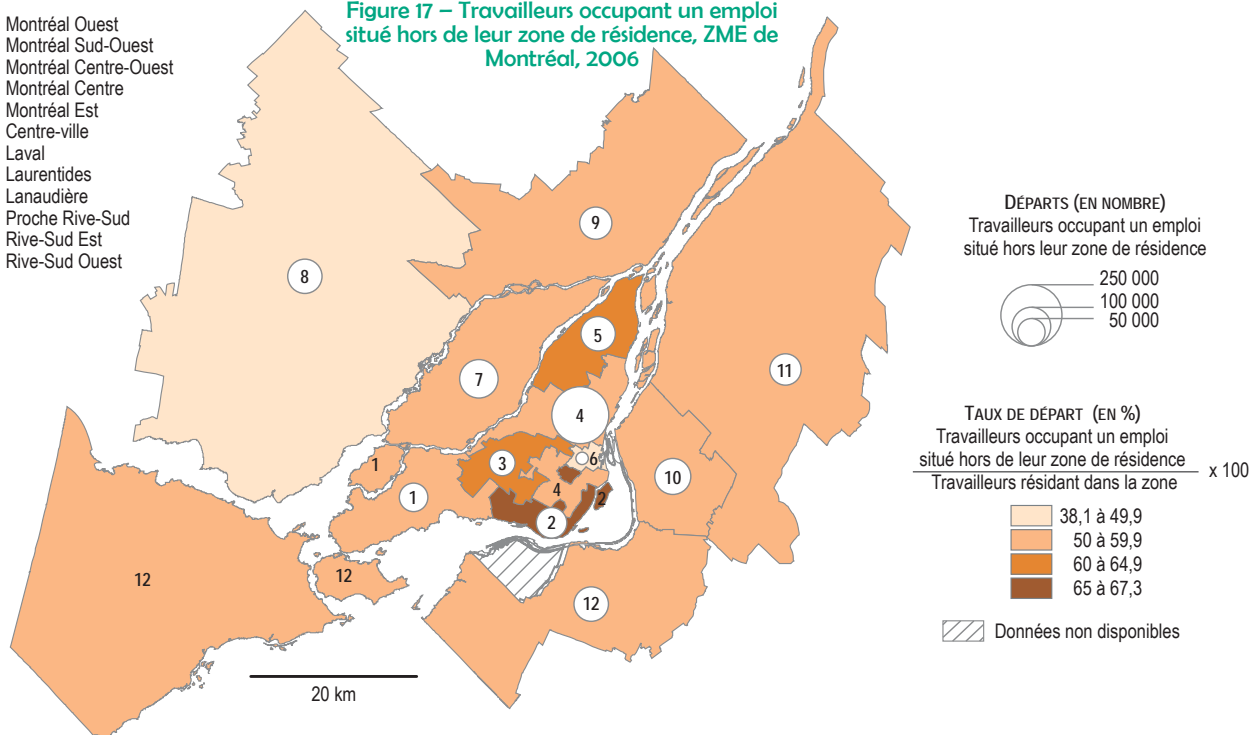 Figure 17 – Travailleurs occupant un emploi
situé hors de leur zone de résidence, ZME de
Montréal, 2006
Montréal Ouest
Montréal Sud-Ouest
Montréal Centre-Ouest
Montréal Centre
Montréal Est
Centre-ville
Laval
Laurentides
Lanaudière
Proche Rive-Sud
Rive-Sud Est
Rive-Sud Ouest
9
8
5
11
7
4
1
3
6
1
4
2
10
2
12
12
12
20 km
DÉPARTS (EN NOMBRE)
Travailleurs occupant un emploi
situé hors leur zone de résidence
250 000
100 000
50 000
TAUX DE DÉPART (EN %)
Travailleurs occupant un emploi
situé hors de leur zone de résidence
Travailleurs résidant dans la zone
x 100
38,1 à 49,9
50 à 59,9
60 à 64,9
65 à 67,3
Données non disponibles